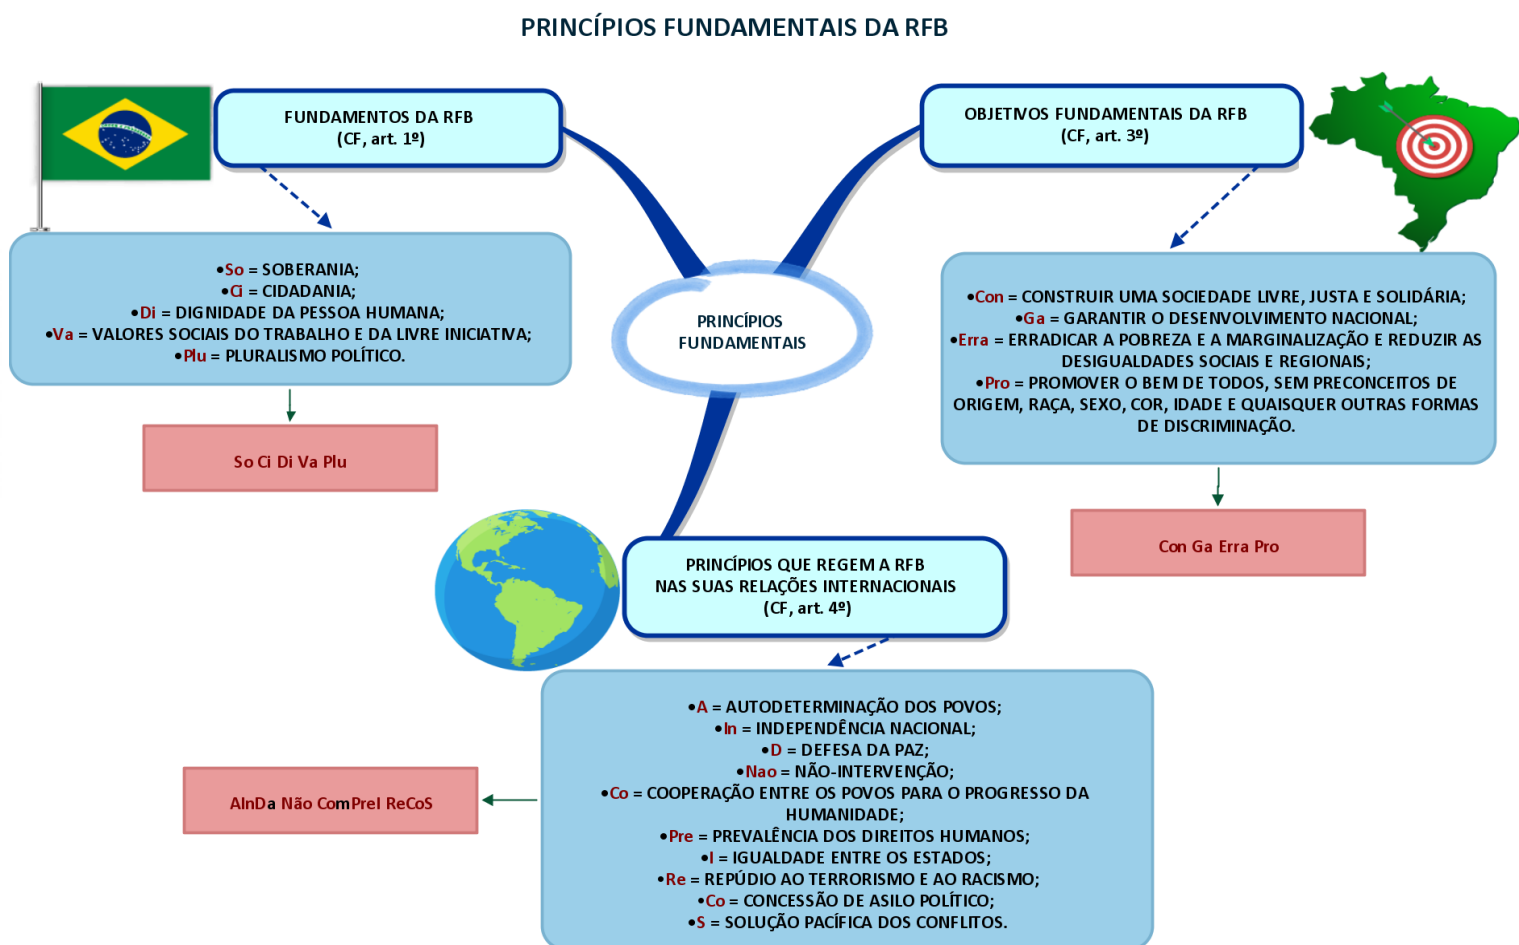 PRINCÍPIOS FUNDAMENTAIS DA RFB
FUNDAMENTOS DA RFB
(CF, art. 1º)
•So = SOBERANIA;
•Ci = CIDADANIA;
•Di = DIGNIDADE DA PESSOA HUMANA;
•Va = VALORES SOCIAIS DO TRABALHO E DA LIVRE INICIATIVA;
•Plu = PLURALISMO POLÍTICO.
So Ci Di Va Plu
OBJETIVOS FUNDAMENTAIS DA RFB
(CF, art. 3º)
•Con = CONSTRUIR UMA SOCIEDADE LIVRE, JUSTA E SOLIDÁRIA;
•Ga = GARANTIR O DESENVOLVIMENTO NACIONAL;
•Erra = ERRADICAR A POBREZA E A MARGINALIZAÇÃO E REDUZIR AS
DESIGUALDADES SOCIAIS E REGIONAIS;
•Pro = PROMOVER O BEM DE TODOS, SEM PRECONCEITOS DE
ORIGEM, RAÇA, SEXO, COR, IDADE E QUAISQUER OUTRAS FORMAS
DE DISCRIMINAÇÃO.
Con Ga Erra Pro
PRINCÍPIOS
FUNDAMENTAIS
PRINCÍPIOS QUE REGEM A RFB
NAS SUAS RELAÇÕES INTERNACIONAIS
(CF, art. 4º)
•A = AUTODETERMINAÇÃO DOS POVOS;
•In = INDEPENDÊNCIA NACIONAL;
•D = DEFESA DA PAZ;
•Nao = NÃO-INTERVENÇÃO;
•Co = COOPERAÇÃO ENTRE OS POVOS PARA O PROGRESSO DA
HUMANIDADE;
•Pre = PREVALÊNCIA DOS DIREITOS HUMANOS;
•I = IGUALDADE ENTRE OS ESTADOS;
•Re = REPÚDIO AO TERRORISMO E AO RACISMO;
•Co = CONCESSÃO DE ASILO POLÍTICO;
•S = SOLUÇÃO PACÍFICA DOS CONFLITOS.
AInDa Não ComPreI ReCoS